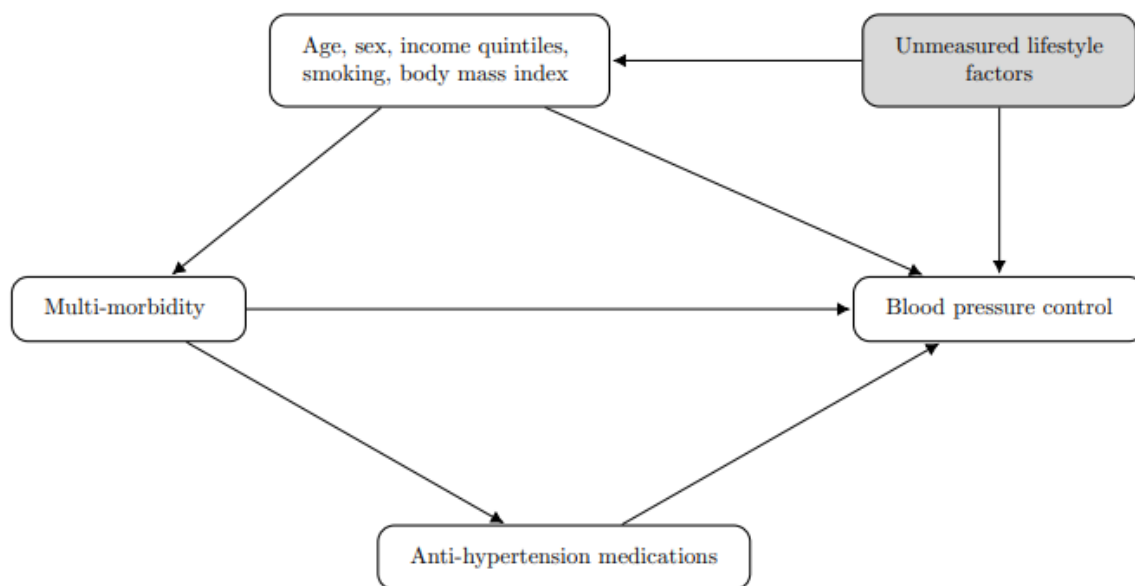 Age, sex, income quintiles,
smoking, body mass index
Unmeasured lifestyle
factors
Multi-morbidity
Blood pressure control
Anti-hypertension medications